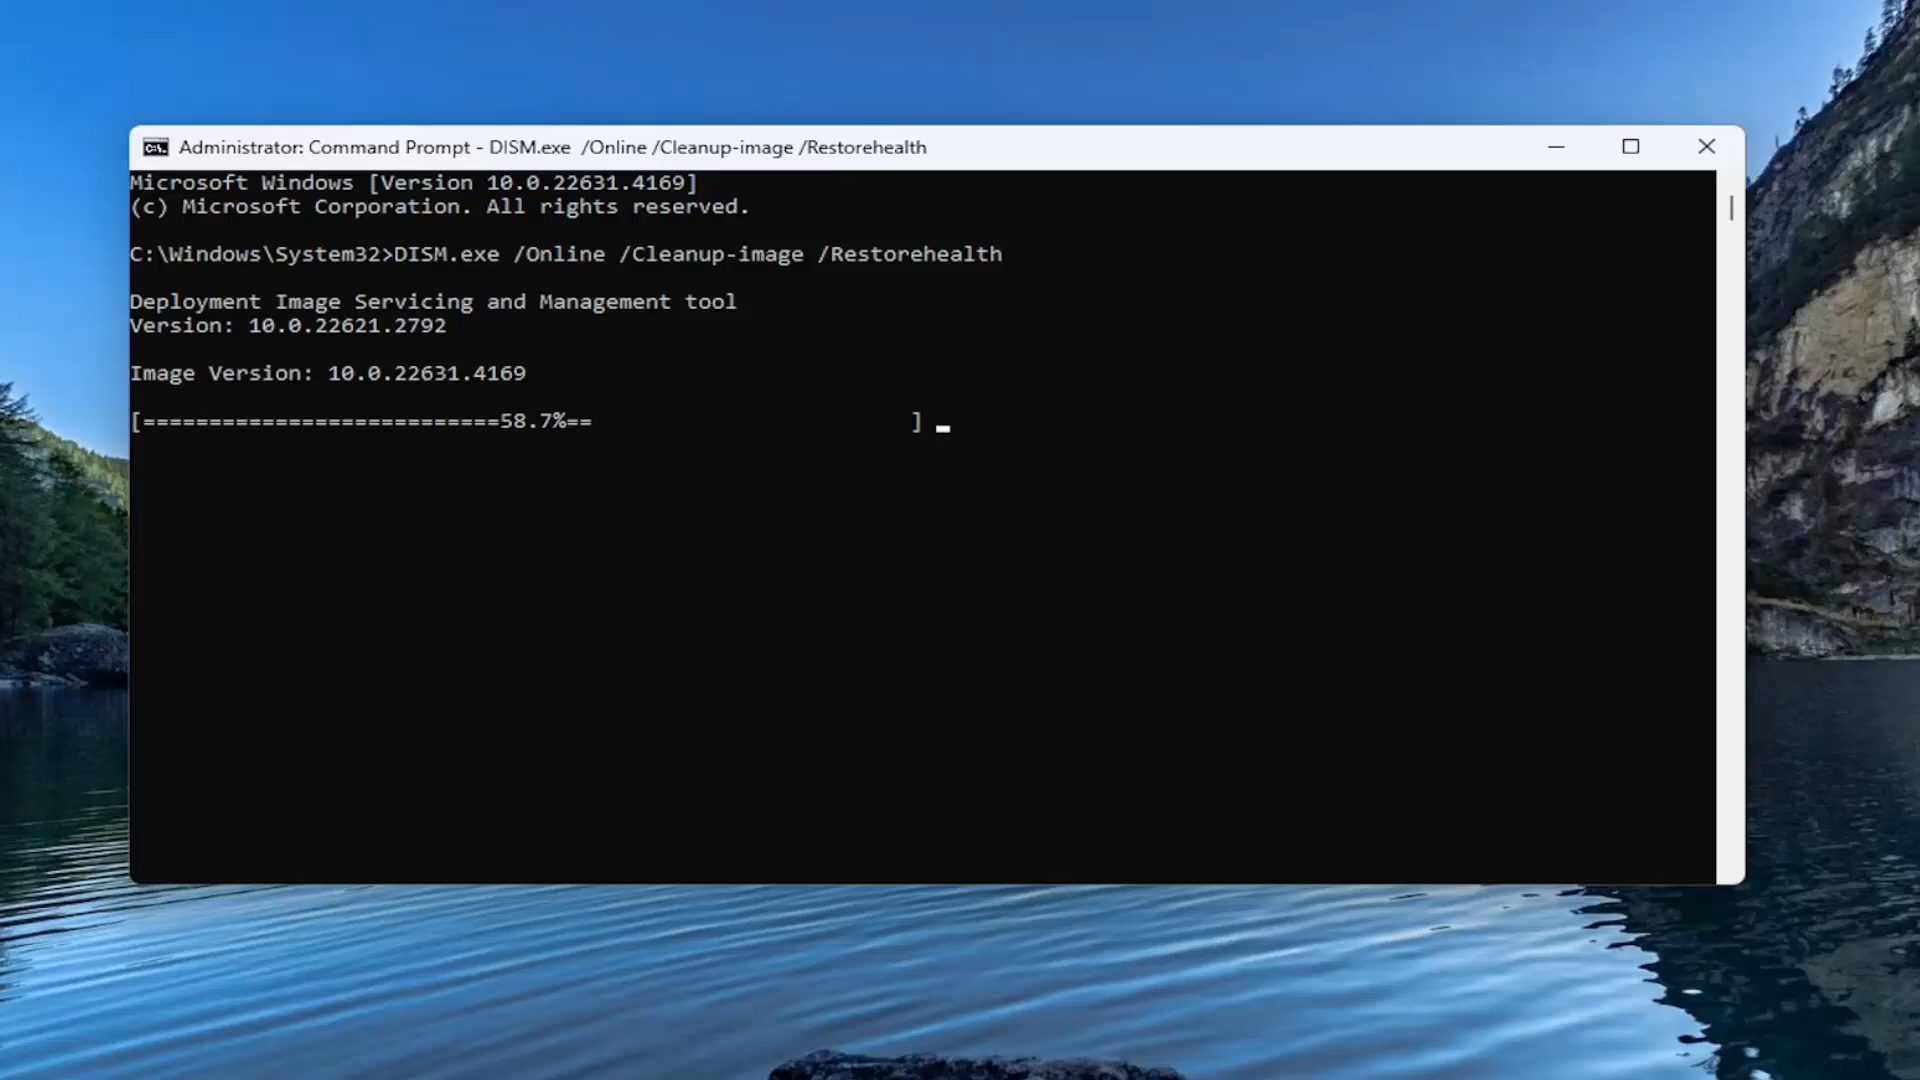 Administrator: Command Prompt - DISM.exe  /Online /Cleanup-image /Restorehealth
Microsoft Windows [Version 10.0.22631.4169]
(c) Microsoft Corporation. All rights reserved.
C:\Windows\System32>DISM.exe /Online /Cleanup-image /Restorehealth
Deployment Image Servicing and Management tool
Version: 10.0.22621.2792
Image Version: 10.0.22631.4169
[===========================58.7%==                        ]